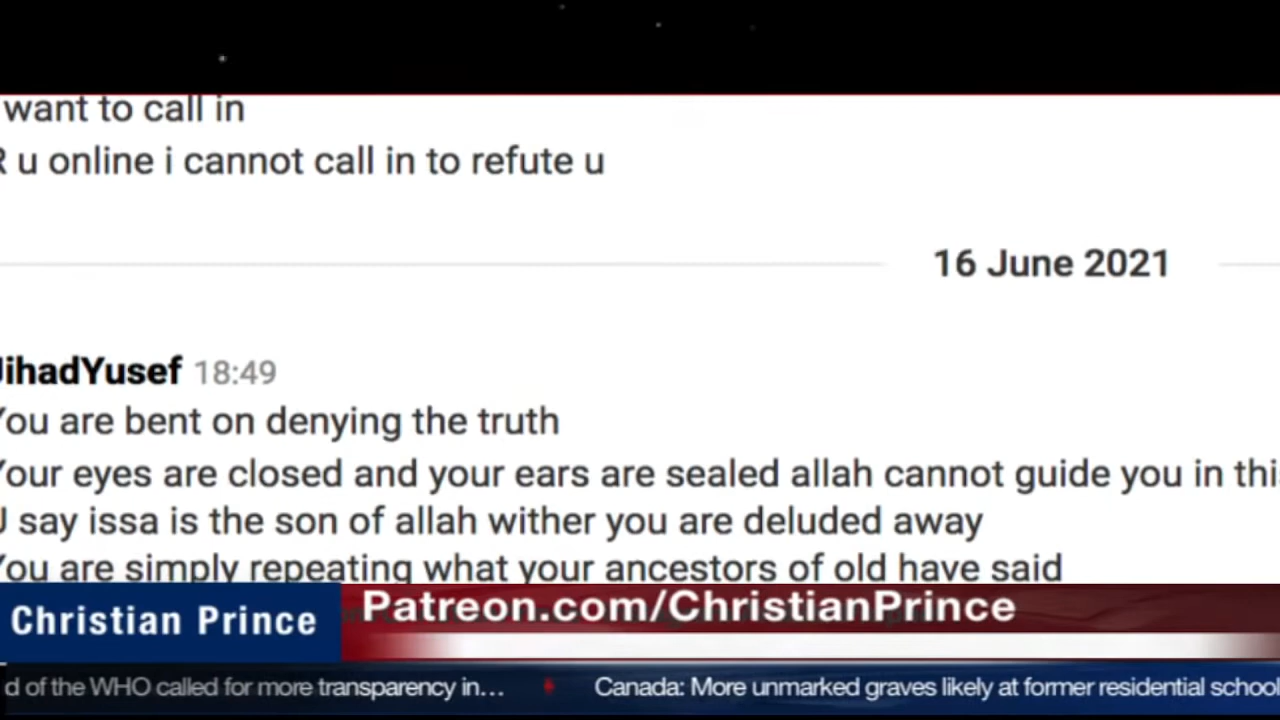 want to call in
R u online i cannot call in to refute u
16 June 2021
JihadYusef 18:49
You are bent on denying the truth
Your eyes are closed and your ears are sealed allah cannot guide you in this
U say issa is the son of allah wither you are deluded away
You are simply repeating what your ancestors of old have said
Christian Prince
Patreon.com/ChristianPrince
d of the WHO called for more transparency in...
Canada: More unmarked graves likely at former residential school